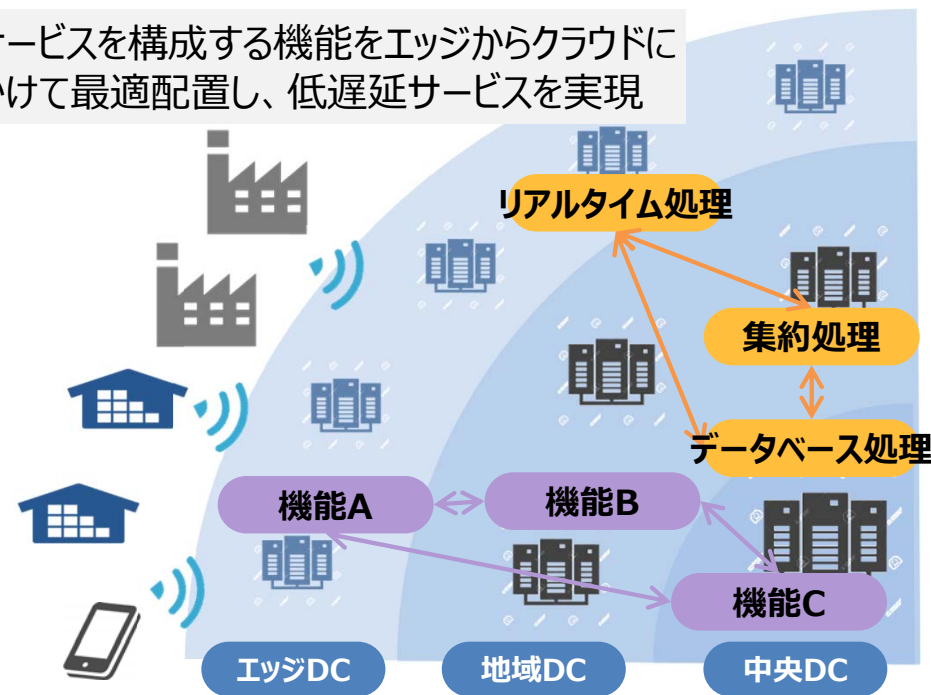 サービスを構成する機能をエッジからクラウドに
かけて最適配置し、低遅延サービスを実現
リアルタイム処理
集約処理
データベース処理
機能A
機能B
機能C
エッジDC
地域DC
中央DC